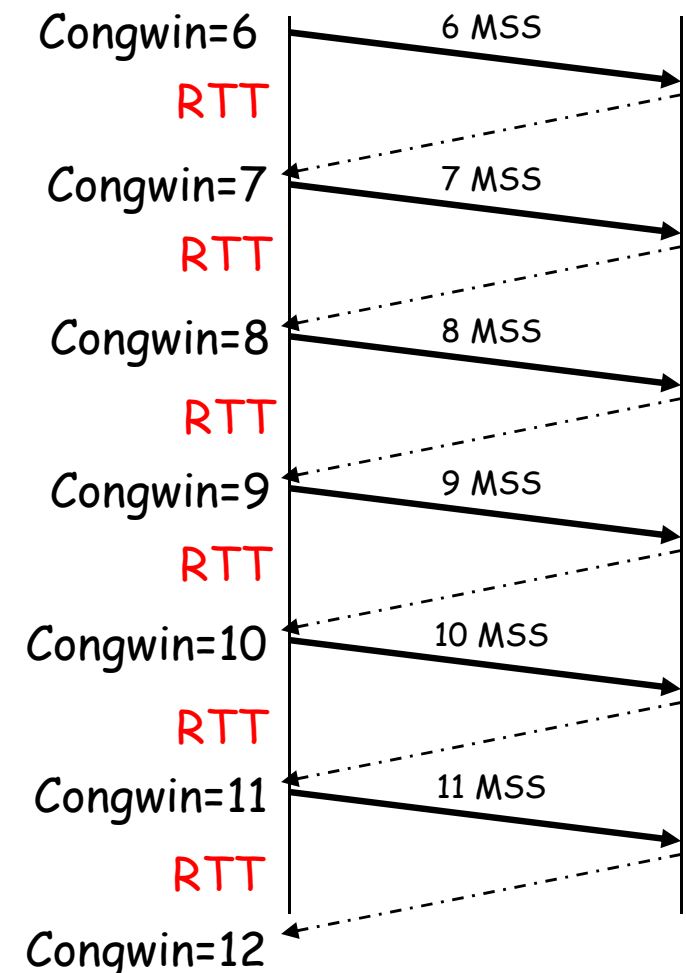 Congwin=6
6 MSS
RTT
Congwin=7
7 MSS
RTT
Congwin=8
8 MSS
RTT
Congwin=9
9 MSS
RTT
Congwin=10
10 MSS
RTT
Congwin=11
11 MSS
RTT
Congwin=12